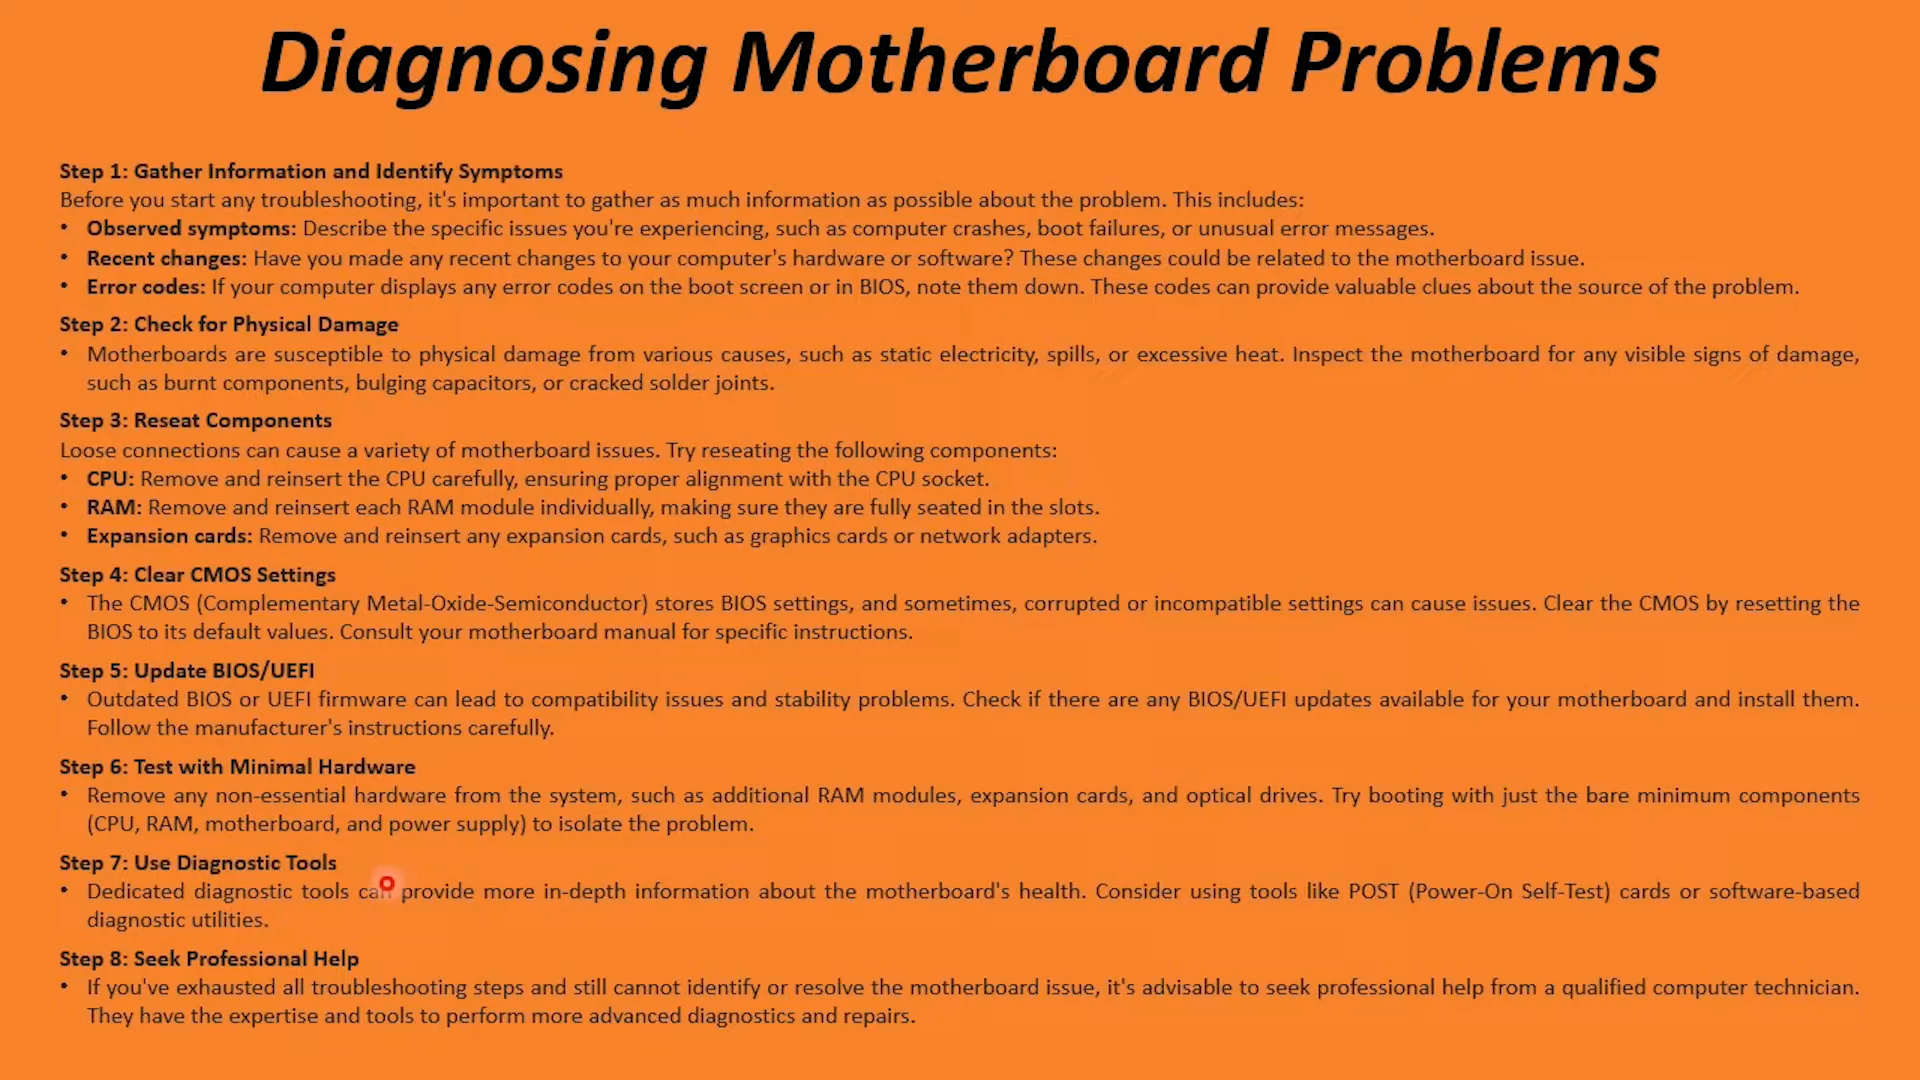 Diagnosing Motherboard Problems
Step 1: Gather Information and Identify Symptoms
Before you start any troubleshooting, it's important to gather as much information as possible about the problem. This includes:
• Observed symptoms: Describe the specific issues you're experiencing, such as computer crashes, boot failures, or unusual error messages.
• Recent changes: Have you made any recent changes to your computer's hardware or software? These changes could be related to the motherboard issue.
• Error codes: If your computer displays any error codes on the boot screen or in BIOS, note them down. These codes can provide valuable clues about the source of the problem.
Step 2: Check for Physical Damage
• Motherboards are susceptible to physical damage from various causes, such as static electricity, spills, or excessive heat. Inspect the motherboard for any visible signs of damage,
such as burnt components, bulging capacitors, or cracked solder joints.
Step 3: Reseat Components
Loose connections can cause a variety of motherboard issues. Try reseating the following components:
• CPU: Remove and reinsert the CPU carefully, ensuring proper alignment with the CPU socket.
• RAM: Remove and reinsert each RAM module individually, making sure they are fully seated in the slots.
• Expansion cards: Remove and reinsert any expansion cards, such as graphics cards or network adapters.
Step 4: Clear CMOS Settings
• The CMOS (Complementary Metal-Oxide-Semiconductor) stores BIOS settings, and sometimes, corrupted or incompatible settings can cause issues. Clear the CMOS by resetting the
BIOS to its default values. Consult your motherboard manual for specific instructions.
Step 5: Update BIOS/UEFI
• Outdated BIOS or UEFI firmware can lead to compatibility issues and stability problems. Check if there are any BIOS/UEFI updates available for your motherboard and install them.
Follow the manufacturer's instructions carefully.
Step 6: Test with Minimal Hardware
• Remove any non-essential hardware from the system, such as additional RAM modules, expansion cards, and optical drives. Try booting with just the bare minimum components
(CPU, RAM, motherboard, and power supply) to isolate the problem.
Step 7: Use Diagnostic Tools
• Dedicated diagnostic tools can provide more in-depth information about the motherboard's health. Consider using tools like POST (Power-On Self-Test) cards or software-based
diagnostic utilities.
Step 8: Seek Professional Help
• If you've exhausted all troubleshooting steps and still cannot identify or resolve the motherboard issue, it's advisable to seek professional help from a qualified computer technician.
They have the expertise and tools to perform more advanced diagnostics and repairs.